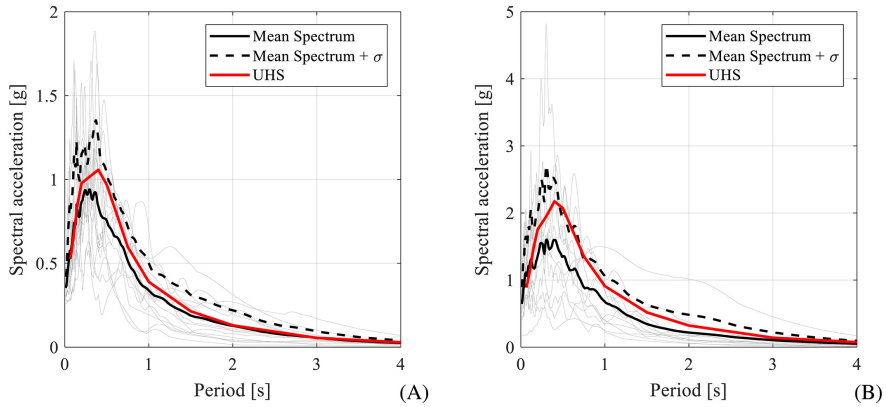 2
1.5
1
0.5
0
Spectral acceleration [g]
Mean Spectrum
Mean Spectrum + σ
UHS
0 1 2 3 4
Period [s]
(A)
5
4
3
2
1
0
Spectral acceleration [g]
Mean Spectrum
Mean Spectrum + σ
UHS
0 1 2 3 4
Period [s]
(B)